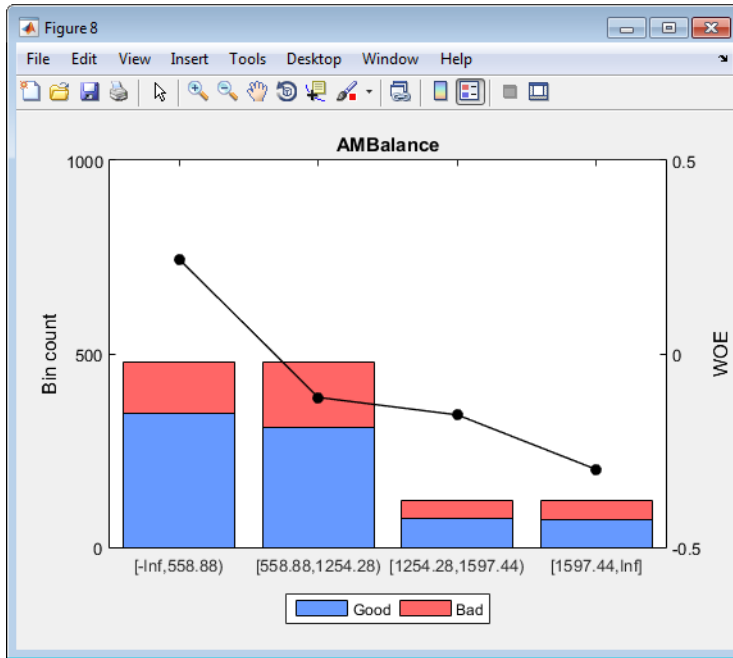 Figure 8
File Edit View Insert Tools Desktop Window Help
AMBalance
1000
500
0
Bin count
0.5
0
-0.5
WOE
[-Inf,558.88) [558.88,1254.28) [1254.28,1597.44) [1597.44,Inf]
Good Bad